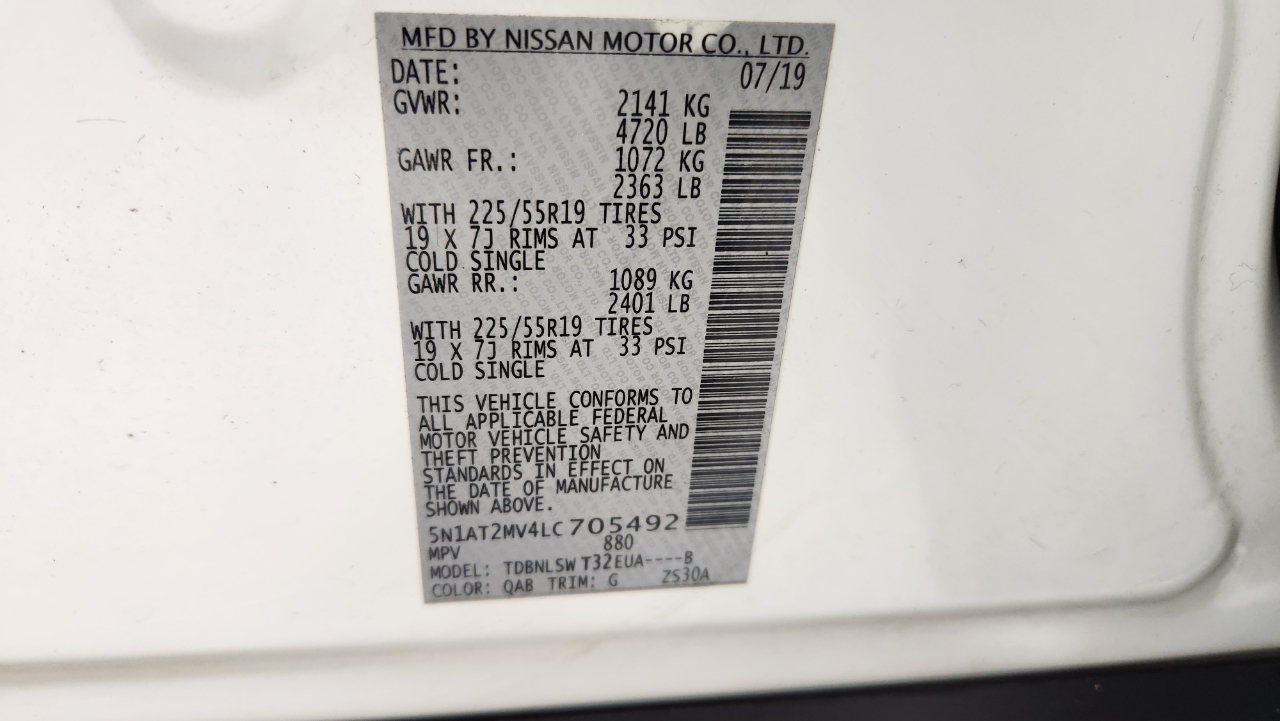 MFD BY NISSAN MOTOR CO., LTD.
DATE: 07/19
GVWR: 2141 KG
4720 LB
GAWR FR.: 1072 KG
2363 LB
WITH 225/55R19 TIRES
19 X 7J RIMS AT 33 PSI
COLD SINGLE
GAWR RR.: 1089 KG
2401 LB
WITH 225/55R19 TIRES
19 X 7J RIMS AT 33 PSI
COLD SINGLE
THIS VEHICLE CONFORMS TO
ALL APPLICABLE FEDERAL
MOTOR VEHICLE SAFETY AND
THEFT PREVENTION
STANDARDS IN EFFECT ON
THE DATE OF MANUFACTURE
SHOWN ABOVE.
5N1AT2MV4LC705492
MPV 880
MODEL: TDBNLSW T32EUA----B
COLOR: QAB TRIM: G ZS30A